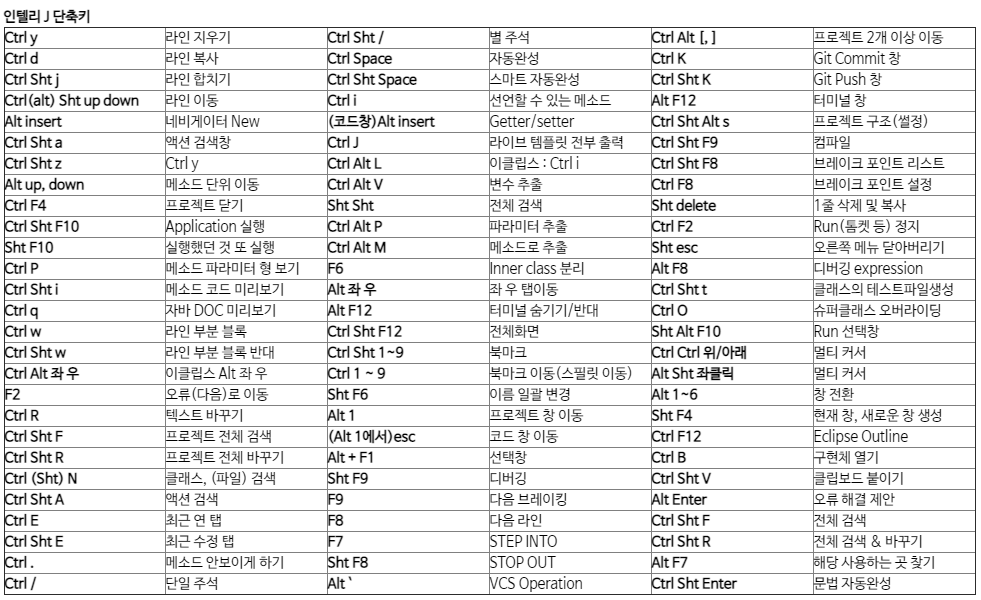 인텔리 J 단축키
Ctrl y 라인 지우기 Ctrl Sht / 별 주석 Ctrl Alt [, ] 프로젝트 2개 이상 이동
Ctrl d 라인 복사 Ctrl Space 자동완성 Ctrl K Git Commit 창
Ctrl Sht j 라인 합치기 Ctrl Sht Space 스마트 자동완성 Ctrl Sht K Git Push 창
Ctrl(alt) Sht up down 라인 이동 Ctrl i 선언할 수 있는 메소드 Alt F12 터미널 창
Alt insert 네비게이터 New (코드창)Alt insert Getter/setter Ctrl Sht Alt s 프로젝트 구조(썰정)
Ctrl Sht a 액션 검색창 Ctrl J 라이브 템플릿 전부 출력 Ctrl Sht F9 컴파일
Ctrl Sht z Ctrl y Ctrl Alt L 이클립스 : Ctrl i Ctrl Sht F8 브레이크 포인트 리스트
Alt up, down 메소드 단위 이동 Ctrl Alt V 변수 추출 Ctrl F8 브레이크 포인트 설정
Ctrl F4 프로젝트 닫기 Sht Sht 전체 검색 Sht delete 1줄 삭제 및 복사
Ctrl Sht F10 Application 실행 Ctrl Alt P 파라미터 추출 Ctrl F2 Run(톰켓 등) 정지
Sht F10 실행했던 것 또 실행 Ctrl Alt M 메소드로 추출 Sht esc 오른쪽 메뉴 닫아버리기
Ctrl P 메소드 파라미터 형 보기 F6 Inner class 분리 Alt F8 디버깅 expression
Ctrl Sht i 메소드 코드 미리보기 Alt 좌 우 좌 우 탭이동 Ctrl Sht t 클래스의 테스트파일생성
Ctrl q 자바 DOC 미리보기 Alt F12 터미널 숨기기/반대 Ctrl O 슈퍼클래스 오버라이딩
Ctrl w 라인 부분 블록 Ctrl Sht F12 전체화면 Sht Alt F10 Run 선택창
Ctrl Sht w 라인 부분 블록 반대 Ctrl Sht 1~9 북마크 Ctrl Ctrl 위/아래 멀티 커서
Ctrl Alt 좌 우 이클립스 Alt 좌 우 Ctrl 1 ~ 9 북마크 이동(스필릿 이동) Alt Sht 좌클릭 멀티 커서
F2 오류(다음)로 이동 Sht F6 이름 일괄 변경 Alt 1~6 창 전환
Ctrl R 텍스트 바꾸기 Alt 1 프로젝트 창 이동 Sht F4 현재 창, 새로운 창 생성
Ctrl Sht F 프로젝트 전체 검색 (Alt 1에서)esc 코드 창 이동 Ctrl F12 Eclipse Outline
Ctrl Sht R 프로젝트 전체 바꾸기 Alt + F1 선택창 Ctrl B 구현체 열기
Ctrl (Sht) N 클래스, (파일) 검색 Sht F9 디버깅 Ctrl Sht V 클립보드 붙이기
Ctrl Sht A 액션 검색 F9 다음 브레이킹 Alt Enter 오류 해결 제안
Ctrl E 최근 연 탭 F8 다음 라인 Ctrl Sht F 전체 검색
Ctrl Sht E 최근 수정 탭 F7 STEP INTO Ctrl Sht R 전체 검색 & 바꾸기
Ctrl . 메소드 안보이게 하기 Sht F8 STOP OUT Alt F7 해당 사용하는 곳 찾기
Ctrl / 단일 주석 Alt ` VCS Operation Ctrl Sht Enter 문법 자동완성